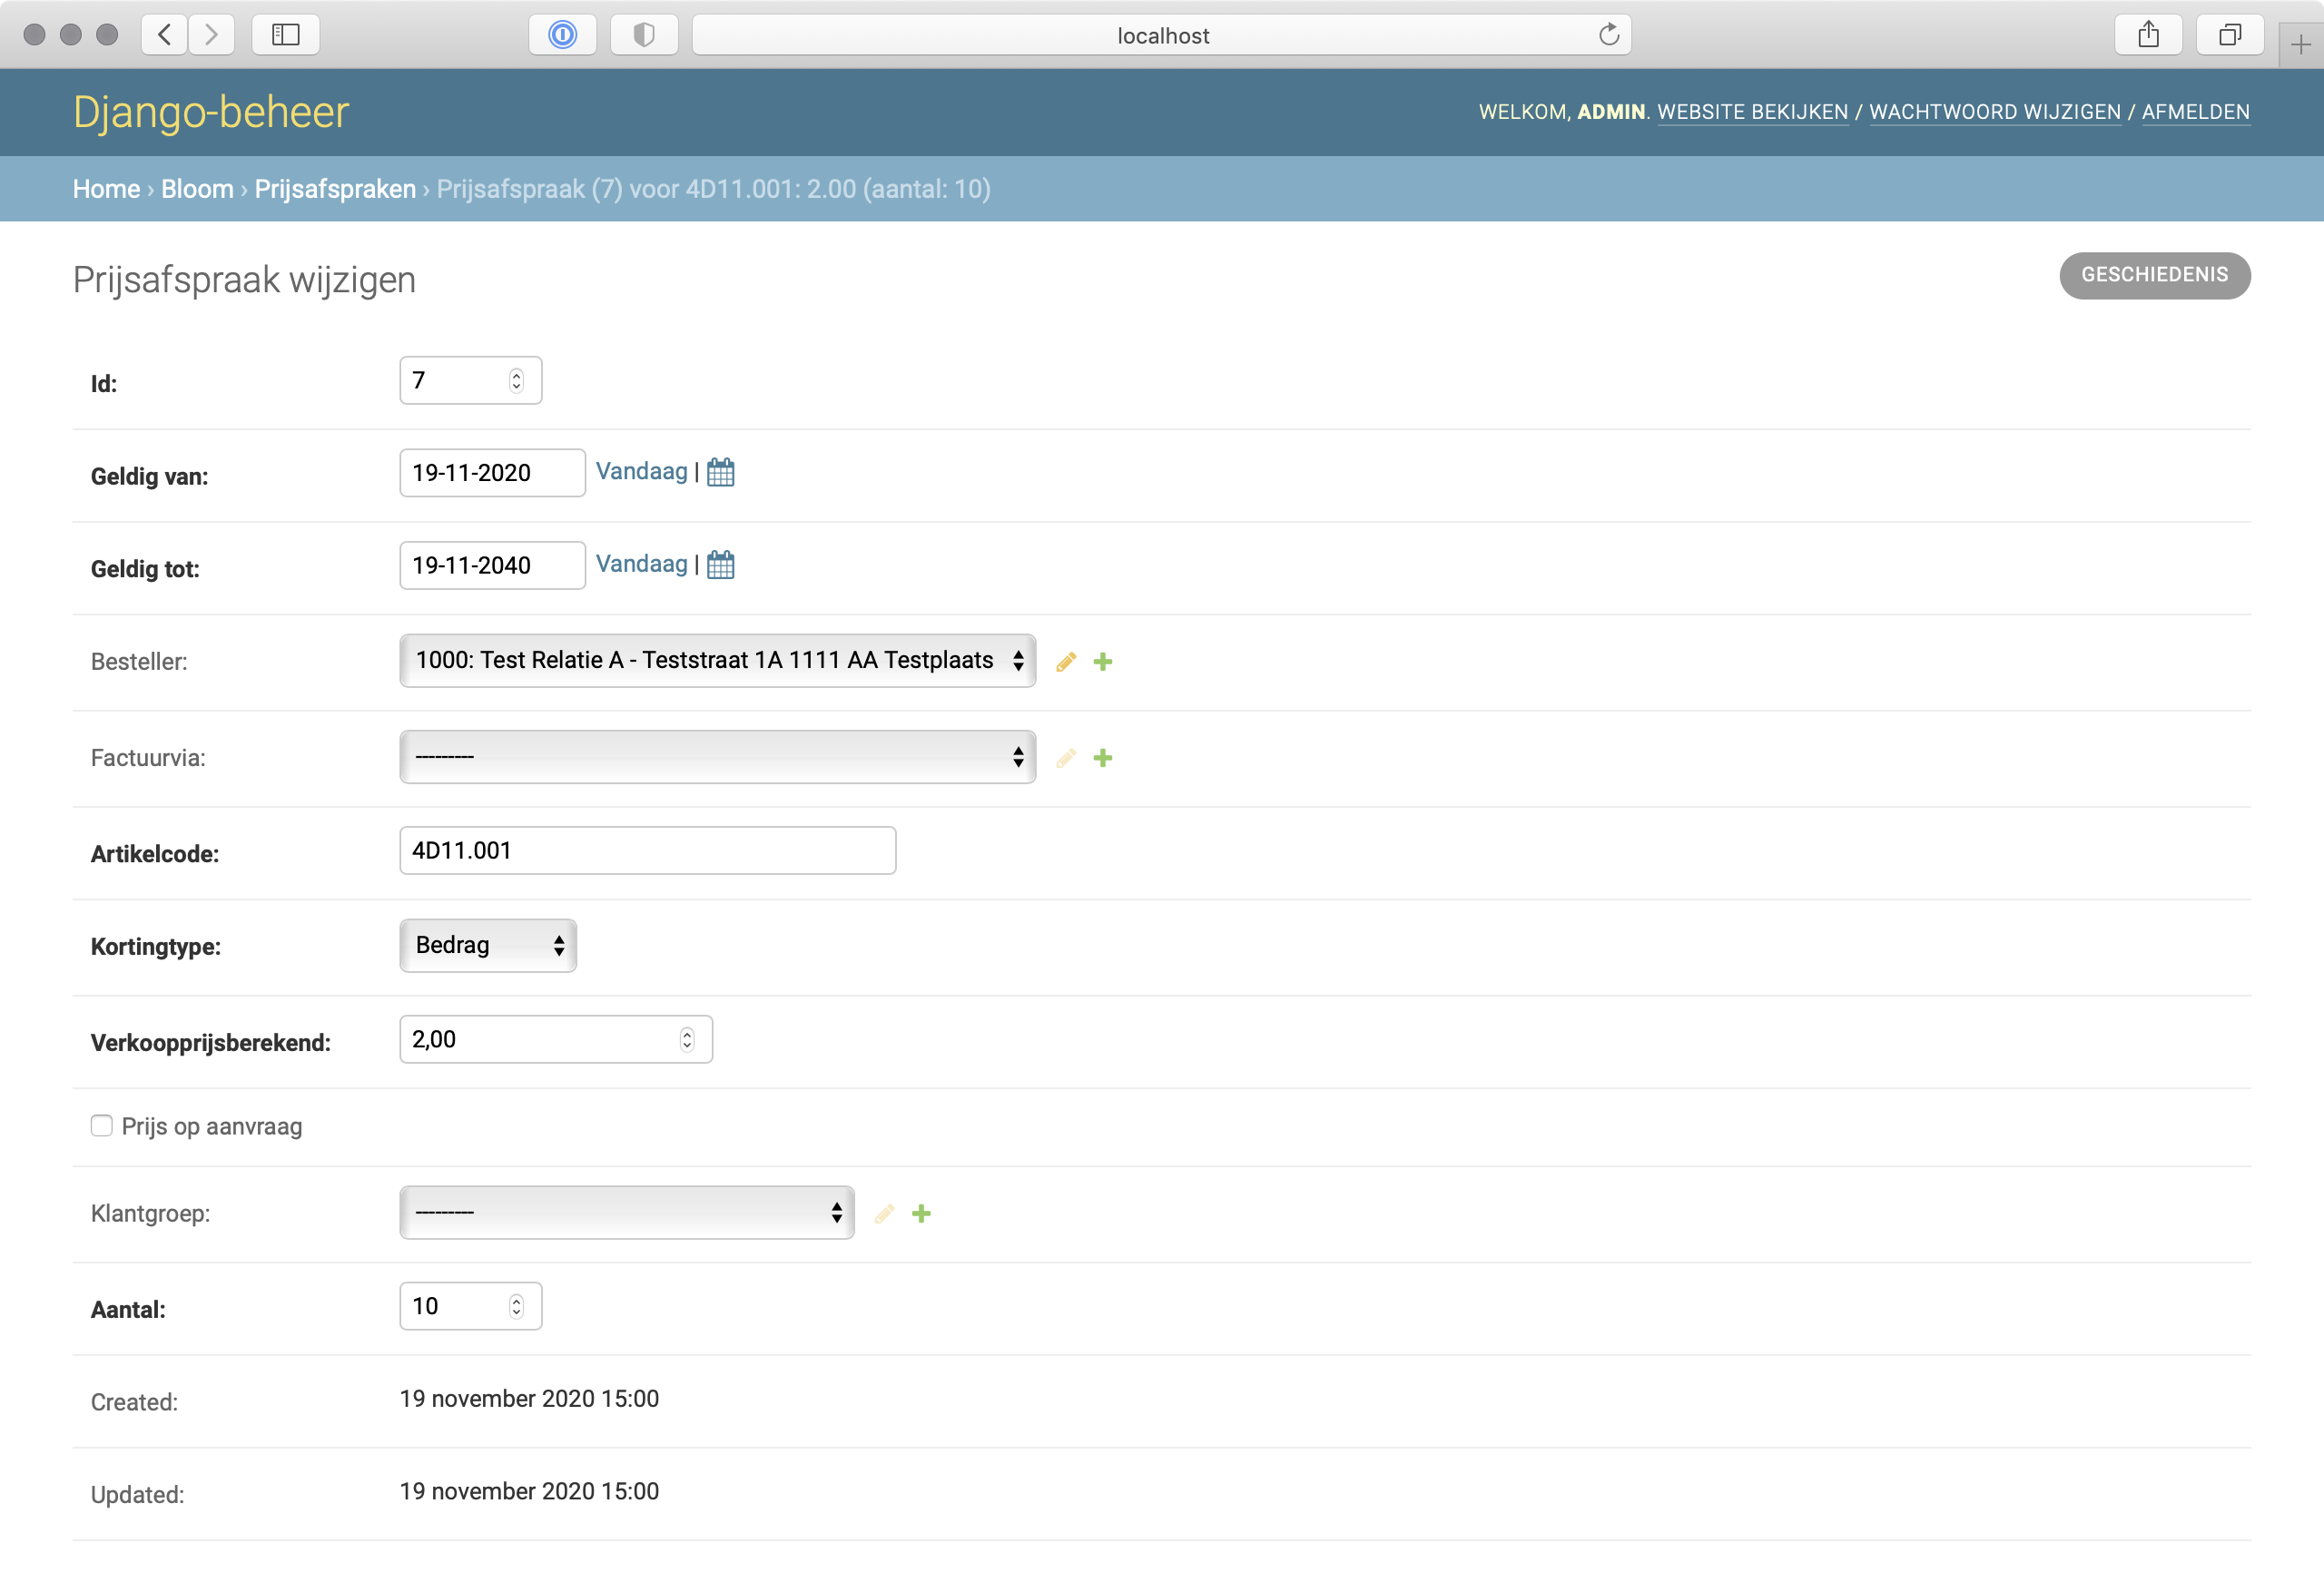 localhost
Django-beheer
WELKOM, ADMIN. WEBSITE BEKIJKEN / WACHTWOORD WIJZIGEN / AFMELDEN
Home › Bloom › Prijsafspraken › Prijsafspraak (7) voor 4D11.001: 2.00 (aantal: 10)
Prijsafspraak wijzigen
GESCHIEDENIS
Id: 7
Geldig van: 19-11-2020 Vandaag |
Geldig tot: 19-11-2040 Vandaag |
Besteller: 1000: Test Relatie A - Teststraat 1A 1111 AA Testplaats
Factuurvia: ---------
Artikelcode: 4D11.001
Kortingtype: Bedrag
Verkoopprijsberekend: 2,00
Prijs op aanvraag
Klantgroep: ---------
Aantal: 10
Created: 19 november 2020 15:00
Updated: 19 november 2020 15:00